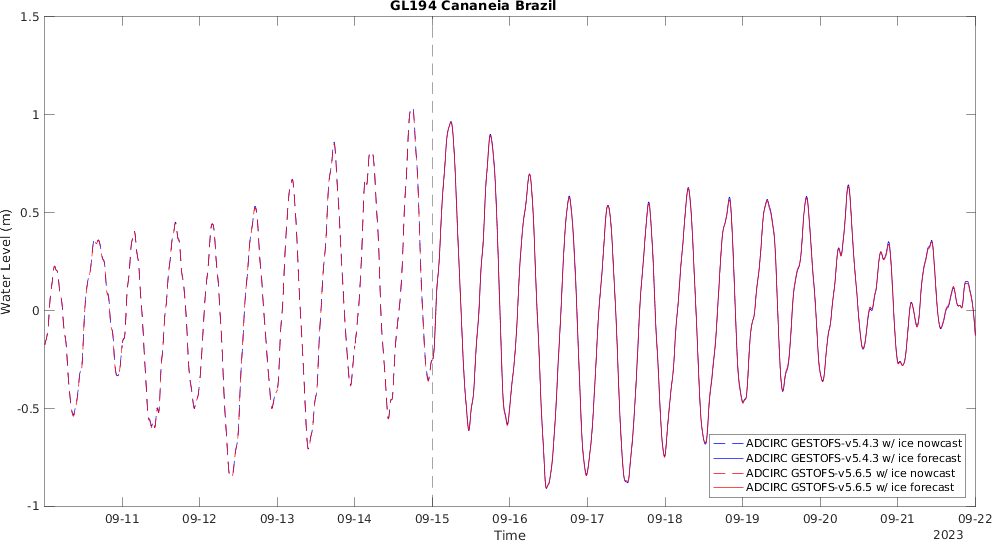 GL194 Cananeia Brazil
1.5
1
0.5
0
-0.5
-1
Water Level (m)
ADCIRC GESTOFS-v5.4.3 w/ ice nowcast
ADCIRC GESTOFS-v5.4.3 w/ ice forecast
ADCIRC GSTOFS-v5.6.5 w/ ice nowcast
ADCIRC GSTOFS-v5.6.5 w/ ice forecast
09-11 09-12 09-13 09-14 09-15 09-16 09-17 09-18 09-19 09-20 09-21 09-22
Time
2023